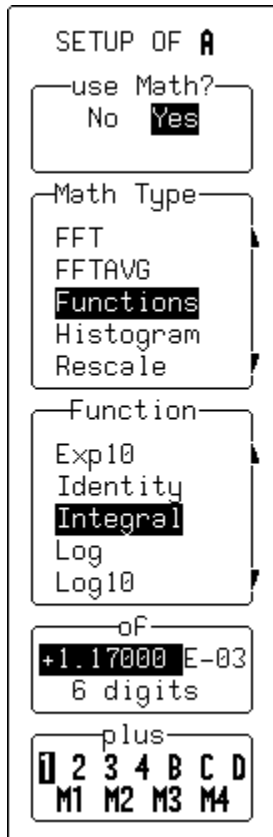 SETUP OF A
use Math?
No Yes
Math Type
FFT
FFTAVG
Functions
Histogram
Rescale
Function
Exp10
Identity
Integral
Log
Log10
of
+1.17000 E-03
6 digits
plus
1 2 3 4 B C D
M1 M2 M3 M4